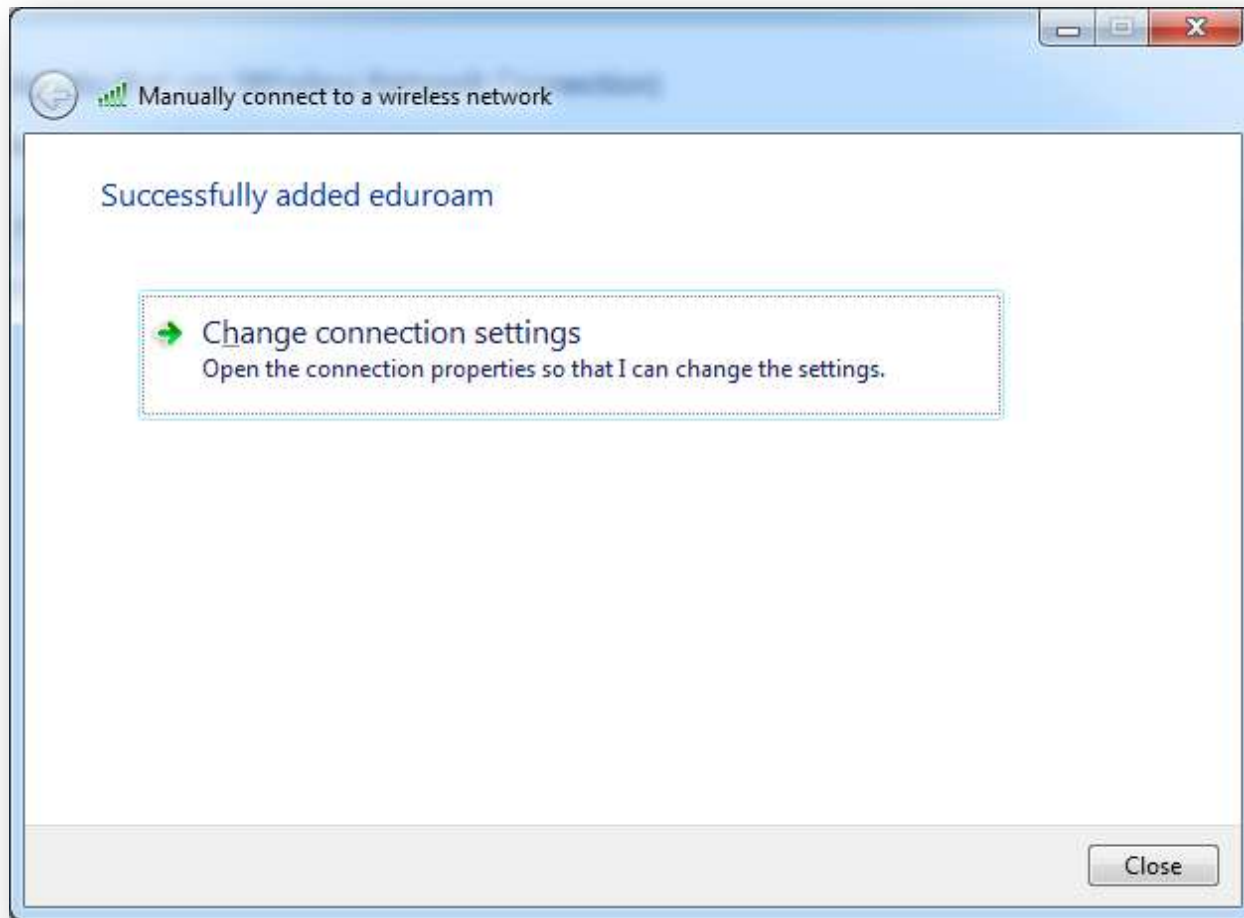 Manually connect to a wireless network
Successfully added eduroam
Change connection settings
Open the connection properties so that I can change the settings.
Close